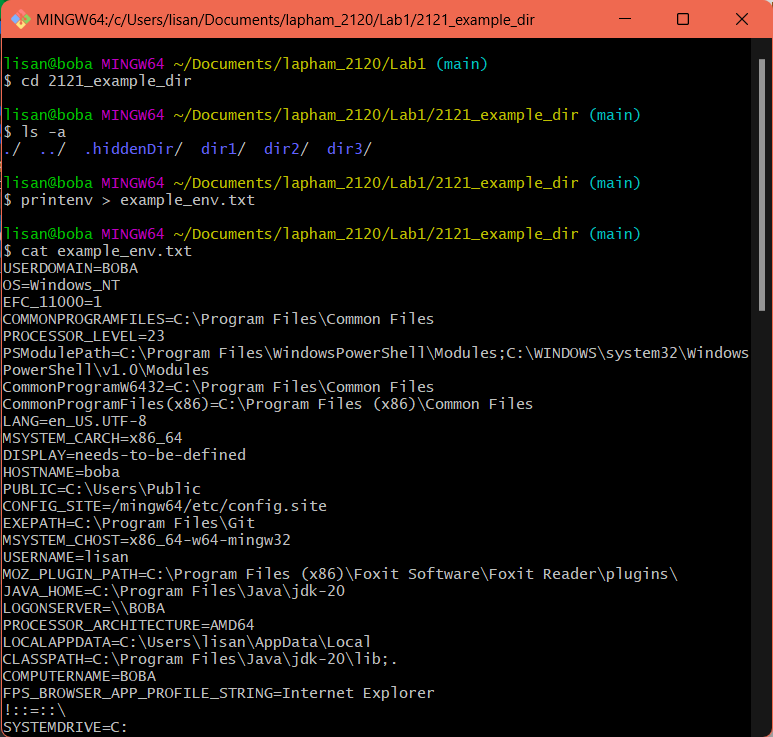 MINGW64:/c/Users/lisan/Documents/lapham_2120/Lab1/2121_example_dir
lisan@boba MINGW64 ~/Documents/lapham_2120/Lab1 (main)
$ cd 2121_example_dir
lisan@boba MINGW64 ~/Documents/lapham_2120/Lab1/2121_example_dir (main)
$ ls -a
./  ../  .hiddenDir/  dir1/  dir2/  dir3/
lisan@boba MINGW64 ~/Documents/lapham_2120/Lab1/2121_example_dir (main)
$ printenv > example_env.txt
lisan@boba MINGW64 ~/Documents/lapham_2120/Lab1/2121_example_dir (main)
$ cat example_env.txt
USERDOMAIN=BOBA
OS=Windows_NT
EFC_11000=1
COMMONPROGRAMFILES=C:\Program Files\Common Files
PROCESSOR_LEVEL=23
PSModulePath=C:\Program Files\WindowsPowerShell\Modules;C:\WINDOWS\system32\Windows
PowerShell\v1.0\Modules
CommonProgramW6432=C:\Program Files\Common Files
CommonProgramFiles(x86)=C:\Program Files (x86)\Common Files
LANG=en_US.UTF-8
MSYSTEM_CARCH=x86_64
DISPLAY=needs-to-be-defined
HOSTNAME=boba
PUBLIC=C:\Users\Public
CONFIG_SITE=/mingw64/etc/config.site
EXEPATH=C:\Program Files\Git
MSYSTEM_CHOST=x86_64-w64-mingw32
USERNAME=lisan
MOZ_PLUGIN_PATH=C:\Program Files (x86)\Foxit Software\Foxit Reader\plugins\
JAVA_HOME=C:\Program Files\Java\jdk-20
LOGONSERVER=\\BOBA
PROCESSOR_ARCHITECTURE=AMD64
LOCALAPPDATA=C:\Users\lisan\AppData\Local
CLASSPATH=C:\Program Files\Java\jdk-20\lib;.
COMPUTERNAME=BOBA
FPS_BROWSER_APP_PROFILE_STRING=Internet Explorer
!::=::\
SYSTEMDRIVE=C: